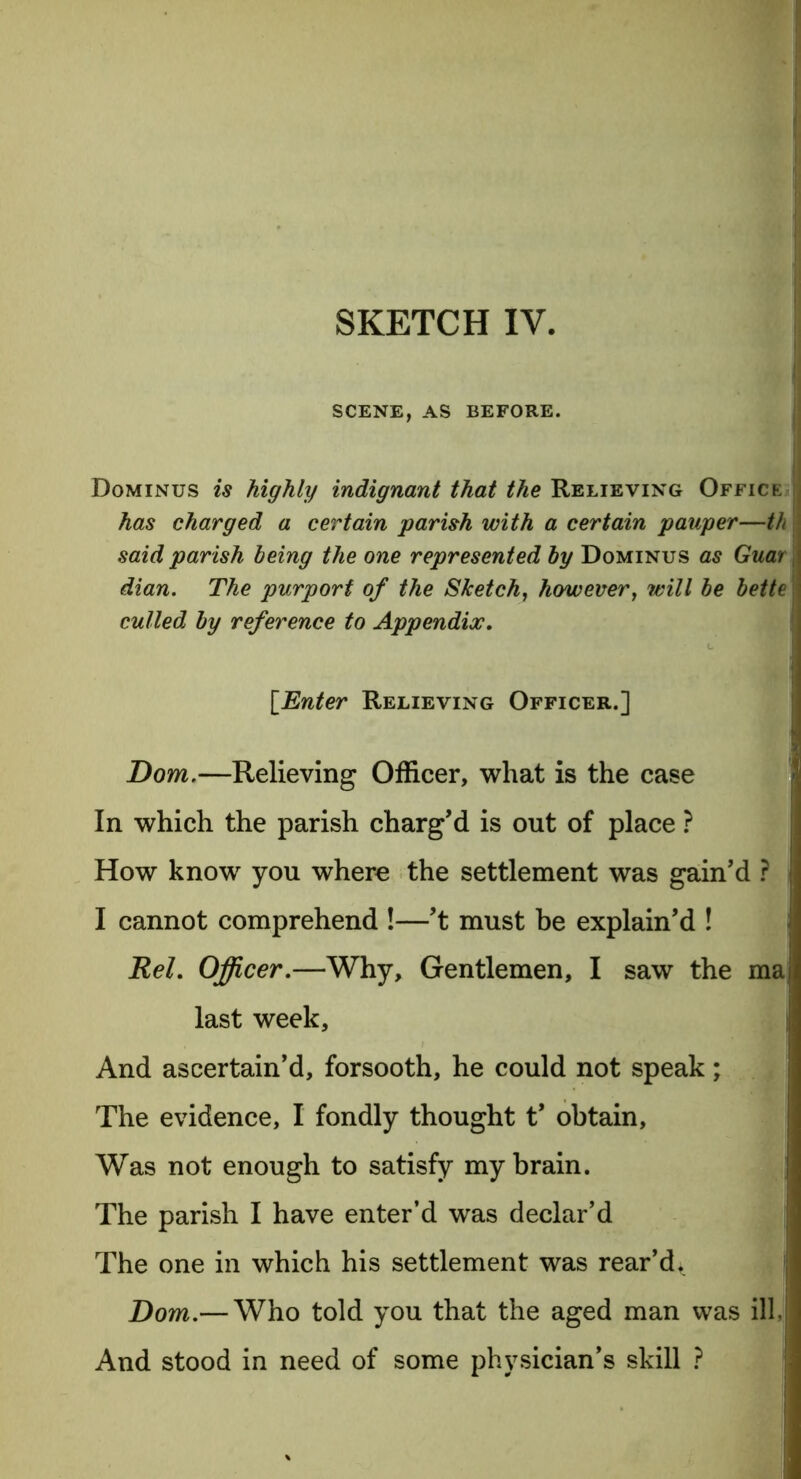 SKETCH IV.
SCENE, AS BEFORE.
Dominus is highly indignant that the Relieving Office
has charged a certain parish with a certain pauper—th
said parish being the one represented by Dominus as Guar
dian. The purport of the Sketch, however, will be bette
culled by reference to Appendix.
[Enter Relieving Officer.]
Dom.—Relieving Officer, what is the case
In which the parish charg'd is out of place ?
How know you where the settlement was gain'd ?
I cannot comprehend !—'t must be explain'd !
Rel. Officer.—Why, Gentlemen, I saw the ma
last week,
And ascertain'd, forsooth, he could not speak ;
The evidence, I fondly thought t' obtain,
Was not enough to satisfy my brain.
The parish I have enter'd was declar'd
The one in which his settlement was rear'd.
Dom.—Who told you that the aged man was ill,
And stood in need of some physician's skill ?